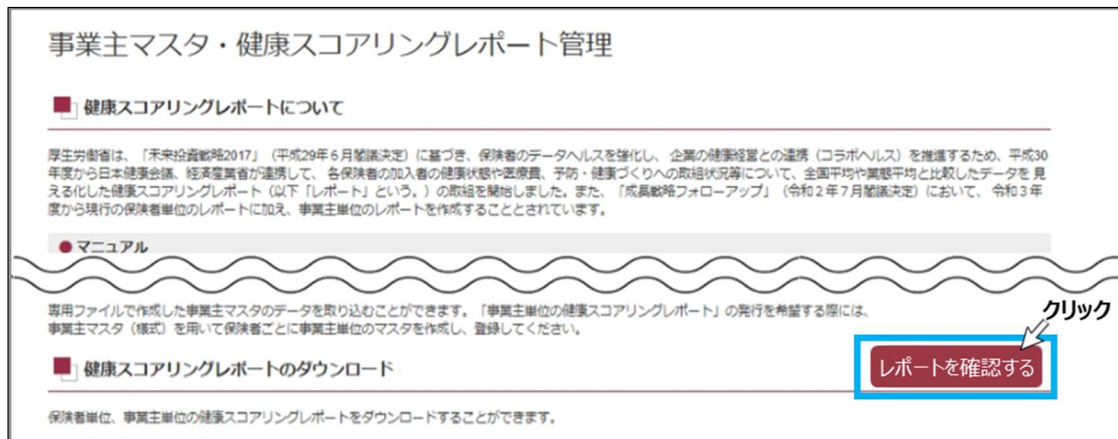 事業主マスタ・健康スコアリングレポート管理
健康スコアリングレポートについて
厚生労働省は、「未来投資戦略2017」（平成29年６月閣議決定）に基づき、保険者のデータヘルスを強化し、 企業の健康経営との連携（コラボヘルス）を推進するため、平成30
年度から日本健康会議、経済産業省が連携して、 各保険者の加入者の健康状態や医療費、予防・健康づくりへの取組状況等について、全国平均や業態平均と比較したデータを 見
える化した健康スコアリングレポート（以下「レポート」という。）の取組を開始しました。また、「成長戦略フォローアップ」（令和２年７月閣議決定）において、 令和３年
度から現行の保険者単位のレポートに加え、事業主単位のレポートを作成することとされています。
マニュアル
専用ファイルで作成した事業主マスタのデータを取り込むことができます。「事業主単位の健康スコアリングレポート」の発行を希望する際には、
事業主マスタ（様式）を用いて保険者ごとに事業主単位のマスタを作成し、登録してください。
クリック
健康スコアリングレポートのダウンロード
レポートを確認する
保険者単位、事業主単位の健康スコアリングレポートをダウンロードすることができます。